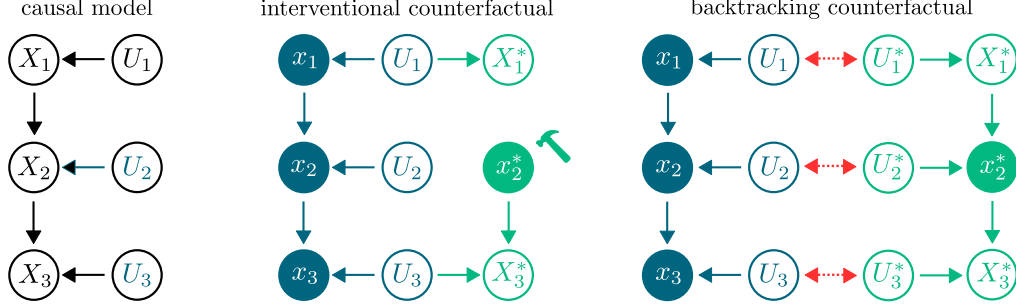 causal model interventional counterfactual backtracking counterfactual
X₁ U₁ x₁ U₁ X₁* x₁ U₁ U₁* X₁*
X₂ U₂ x₂ U₂ x₂* x₂ U₂ U₂* x₂*
X₃ U₃ x₃ U₃ X₃* x₃ U₃ U₃* X₃*